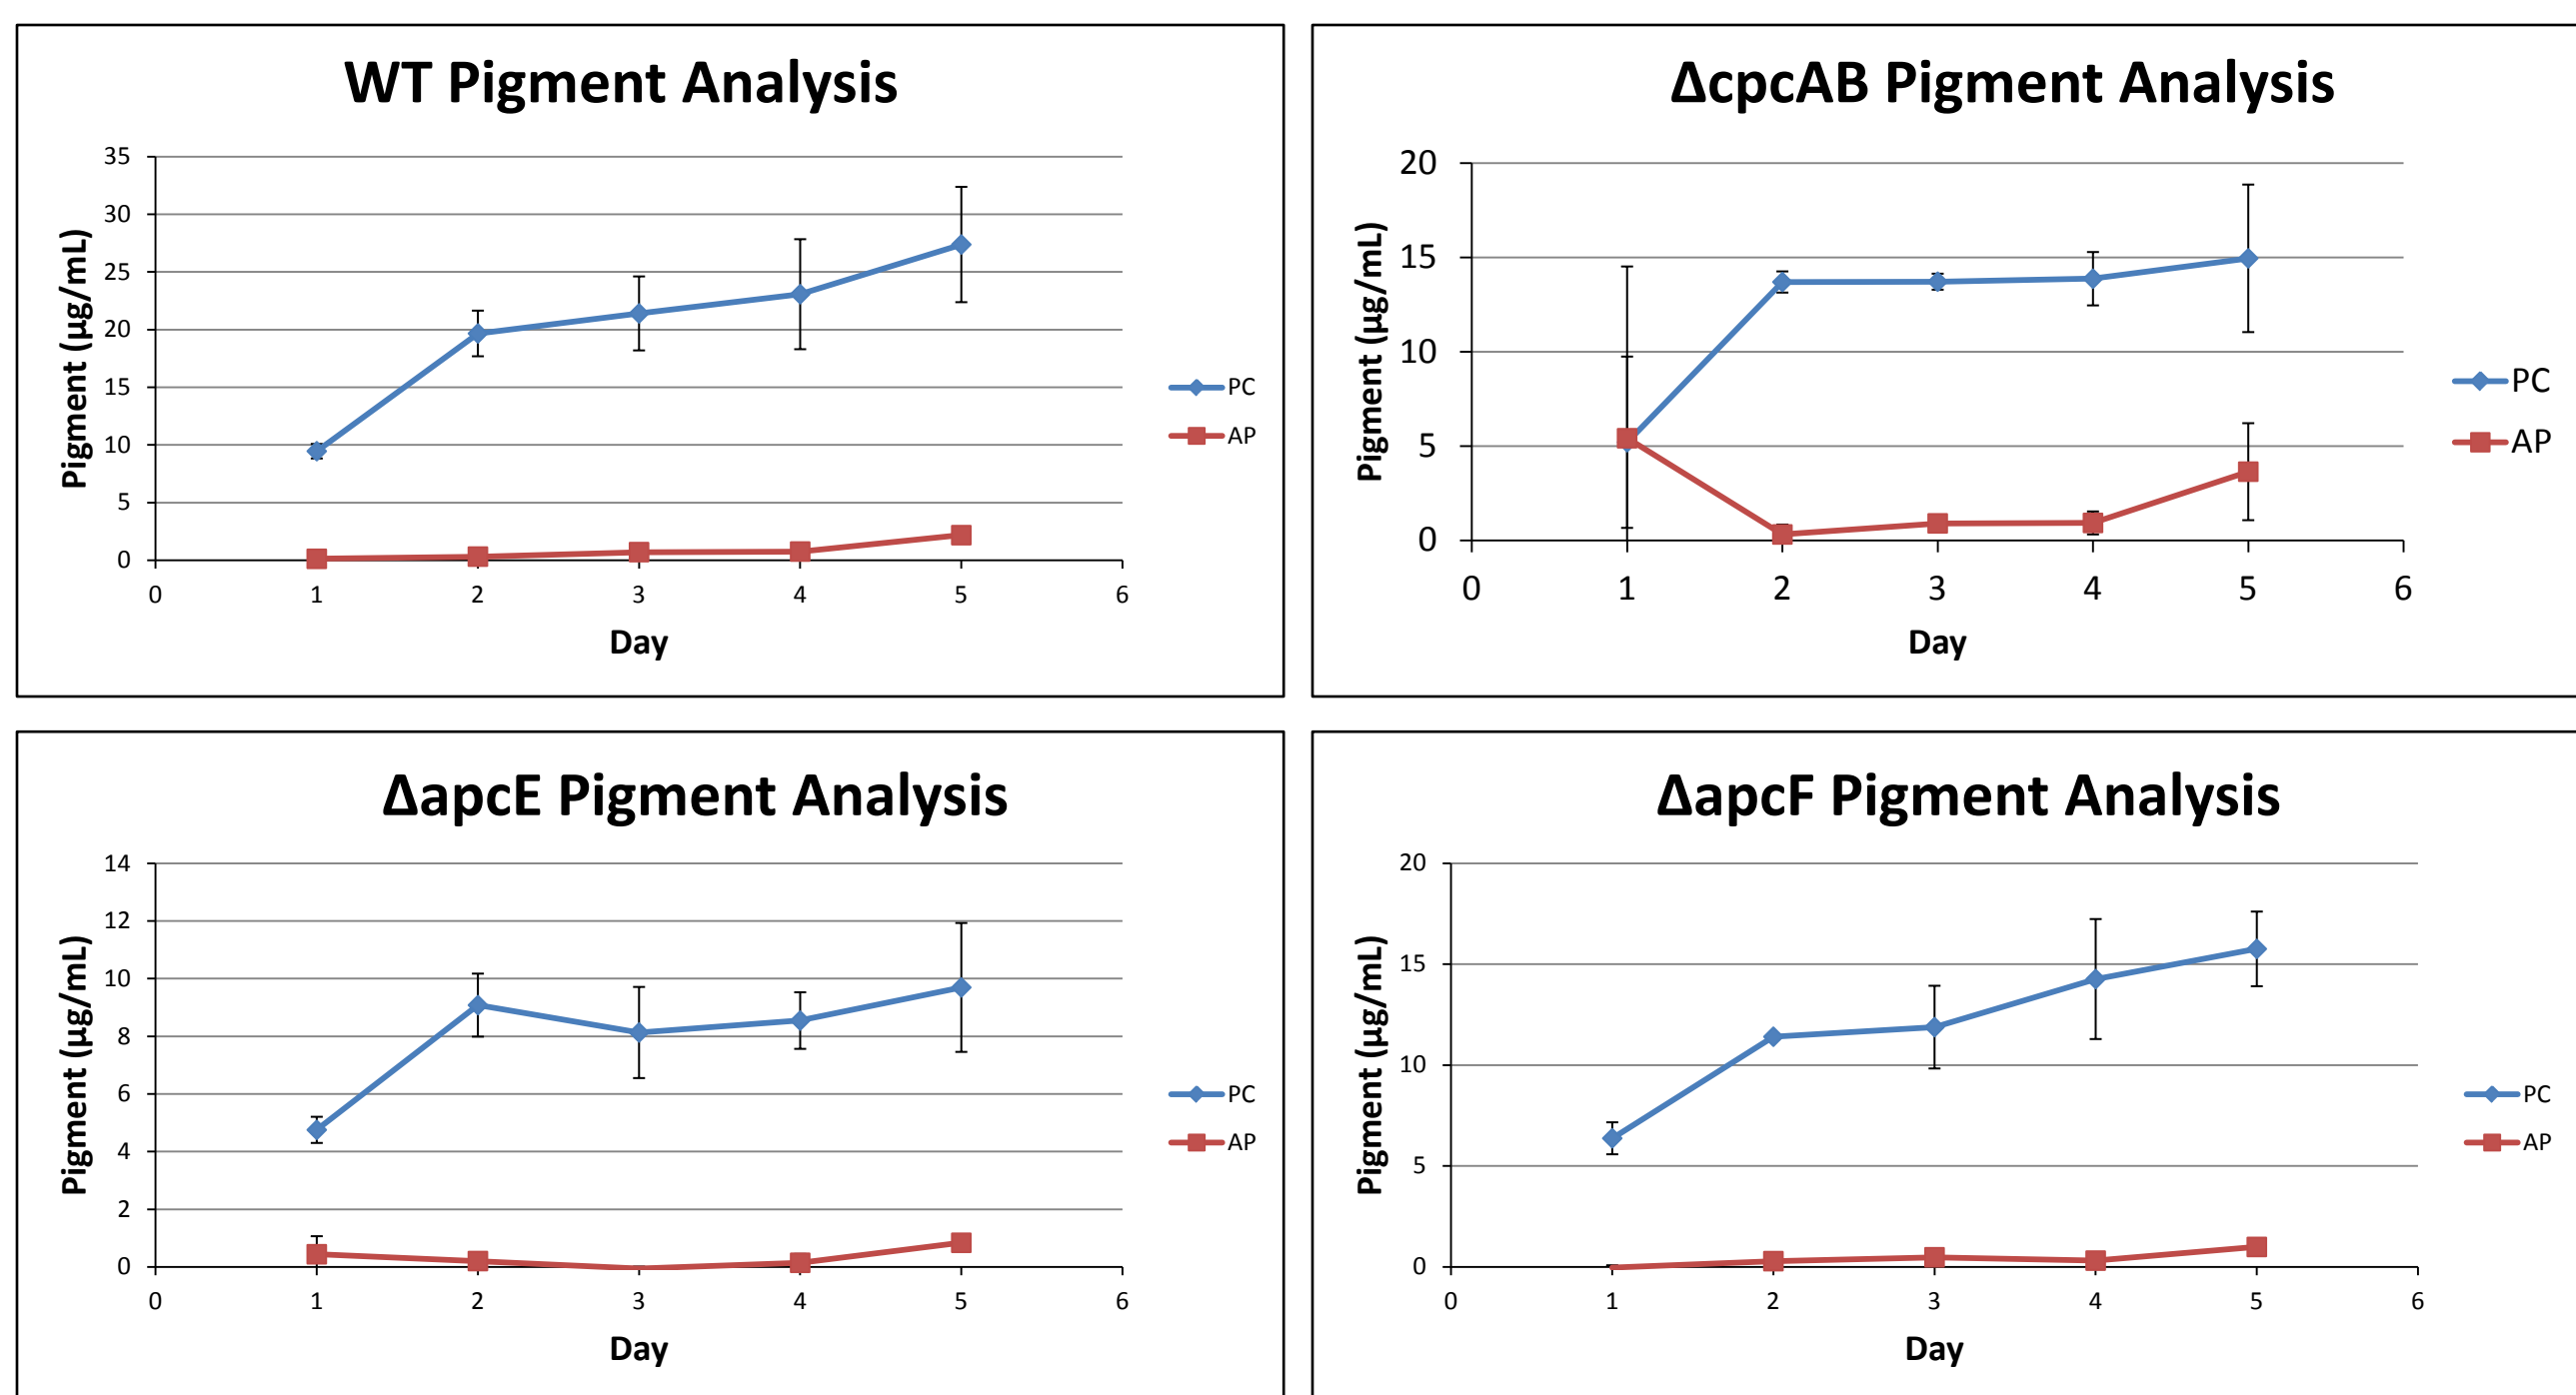 WT Pigment Analysis
Pigment (µg/mL)
35
30
25
20
15
10
5
0
0 1 2 3 4 5 6
Day
PC
AP
ΔcpcAB Pigment Analysis
Pigment (µg/mL)
20
15
10
5
0
0 1 2 3 4 5 6
Day
PC
AP
ΔapcE Pigment Analysis
Pigment (µg/mL)
14
12
10
8
6
4
2
0
0 1 2 3 4 5 6
Day
PC
AP
ΔapcF Pigment Analysis
Pigment (µg/mL)
20
15
10
5
0
0 1 2 3 4 5 6
Day
PC
AP